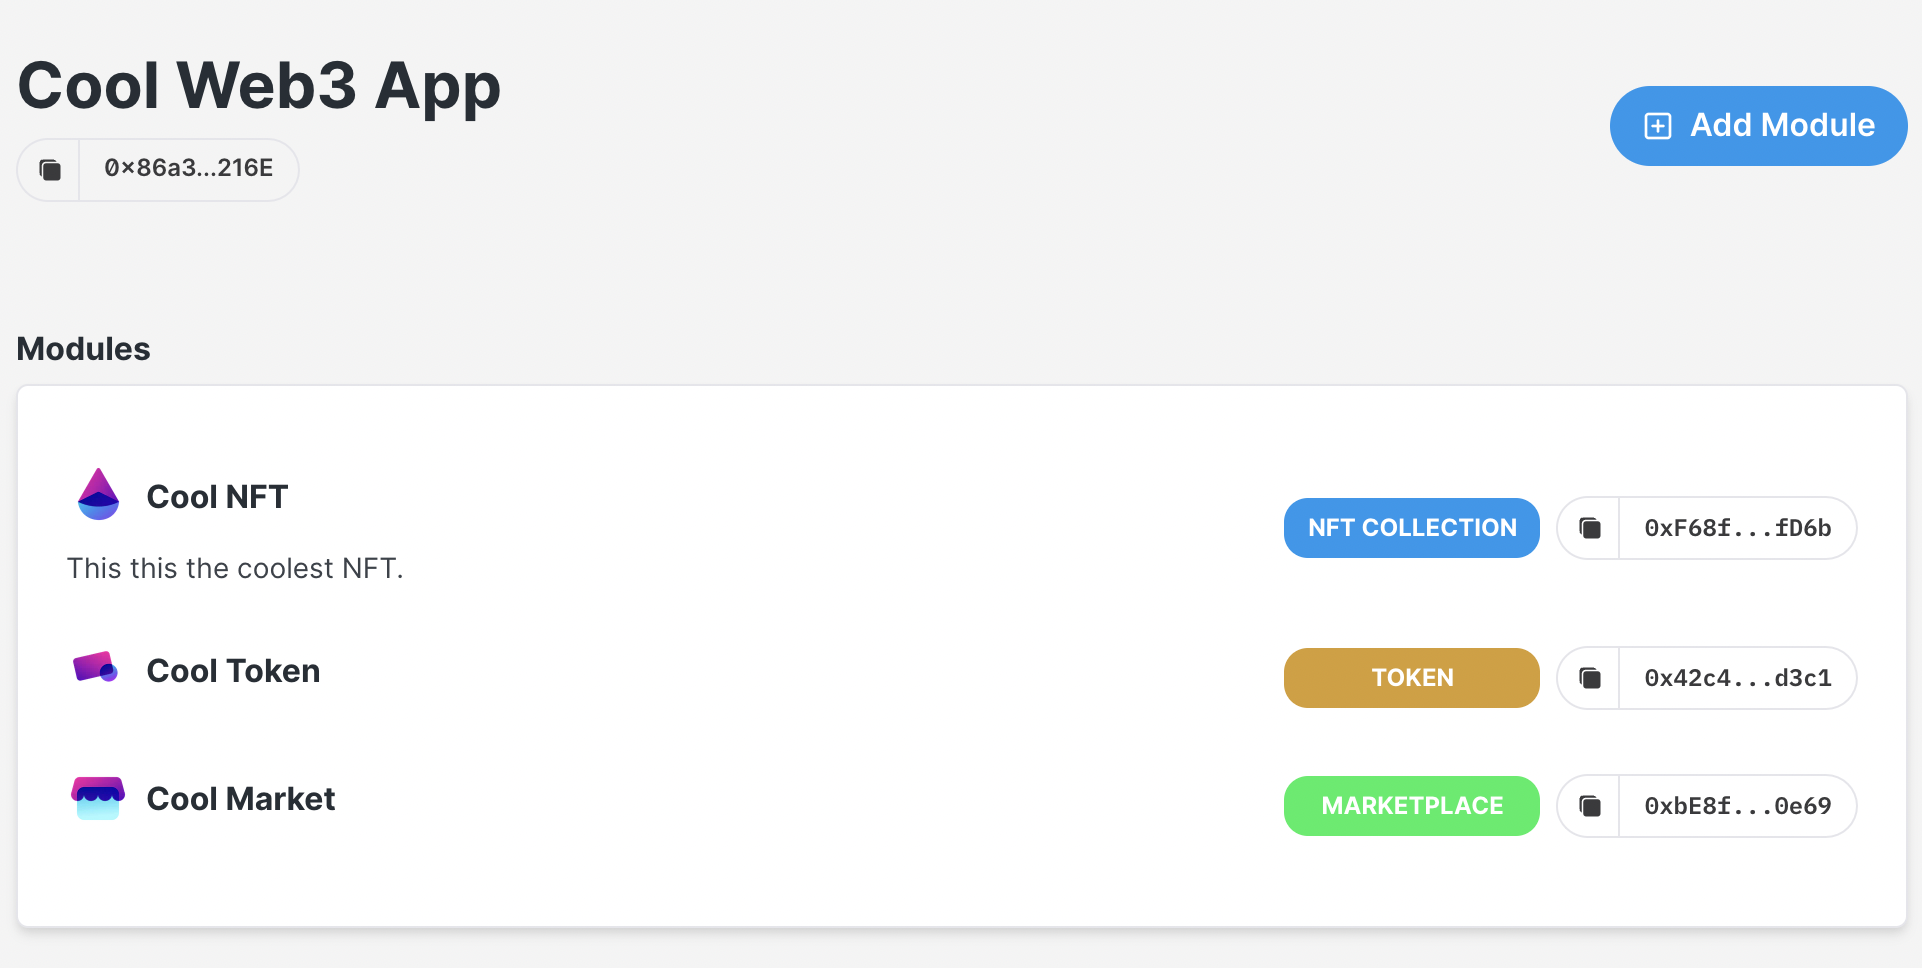 Cool Web3 App
Add Module
0x86a3...216E
Modules
Cool NFT
NFT COLLECTION
0xF68f...fD6b
This this the coolest NFT.
Cool Token
TOKEN
0x42c4...d3c1
Cool Market
MARKETPLACE
0xbE8f...0e69